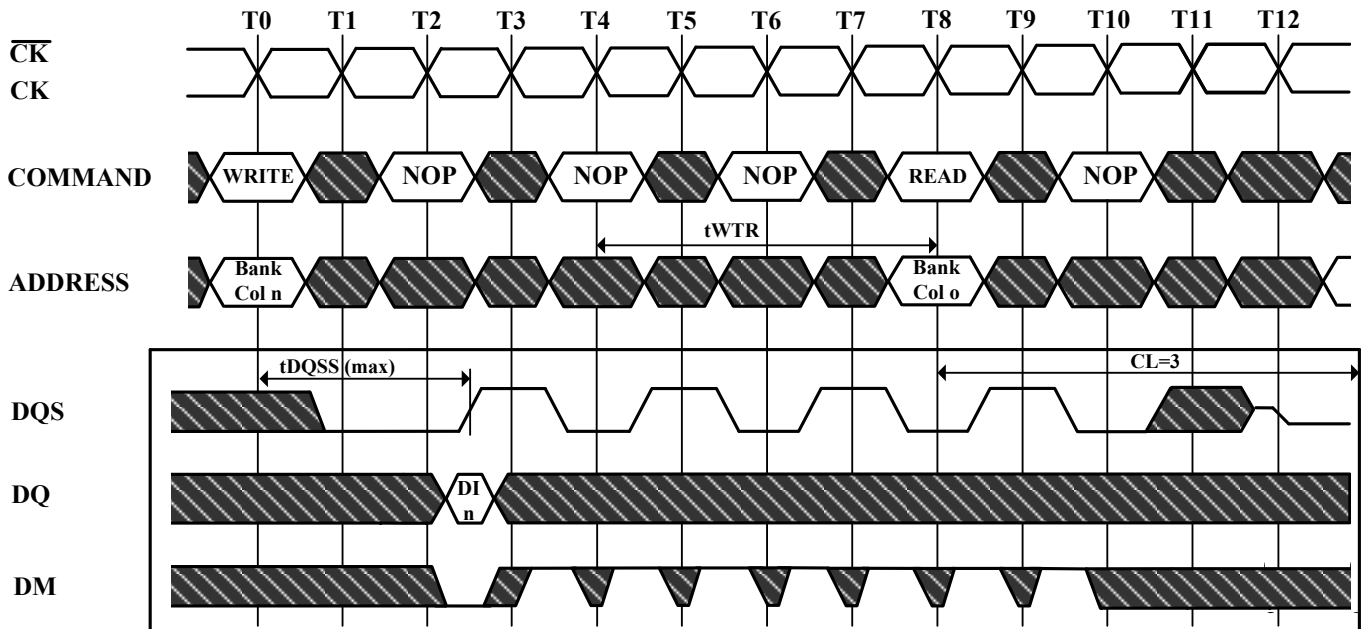 T0 T1 T2 T3 T4 T5 T6 T7 T8 T9 T10 T11 T12
CK
CK
COMMAND WRITE NOP NOP NOP READ NOP
tWTR
ADDRESS Bank Col n Bank Col o
tDQSS (max) CL=3
DQS
DQ DI n
DM